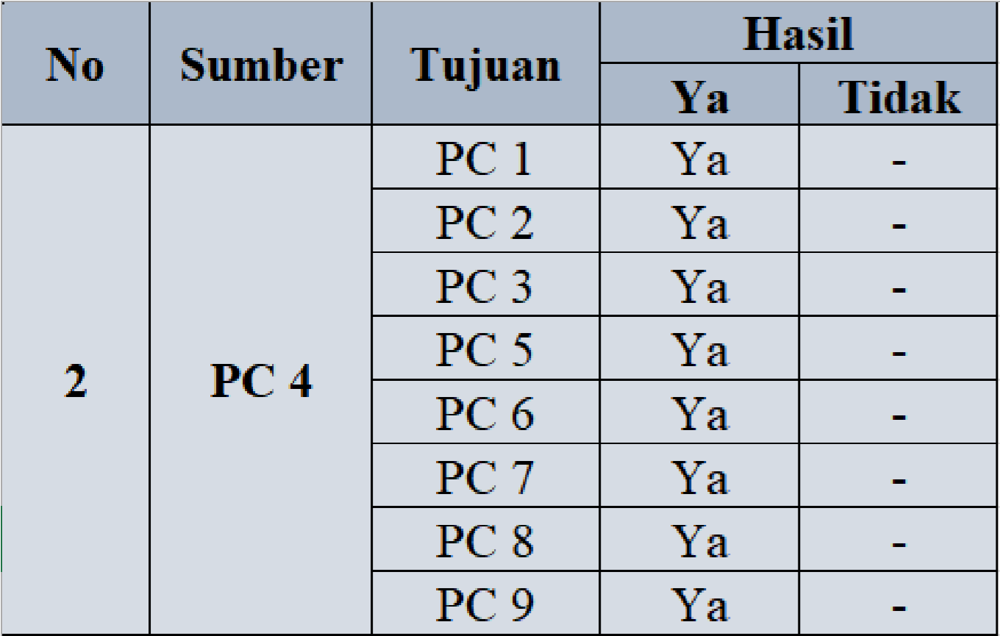 No Sumber Tujuan Hasil
Ya Tidak
PC 1 Ya -
PC 2 Ya -
PC 3 Ya -
PC 5 Ya -
2 PC 4 PC 6 Ya -
PC 7 Ya -
PC 8 Ya -
PC 9 Ya -